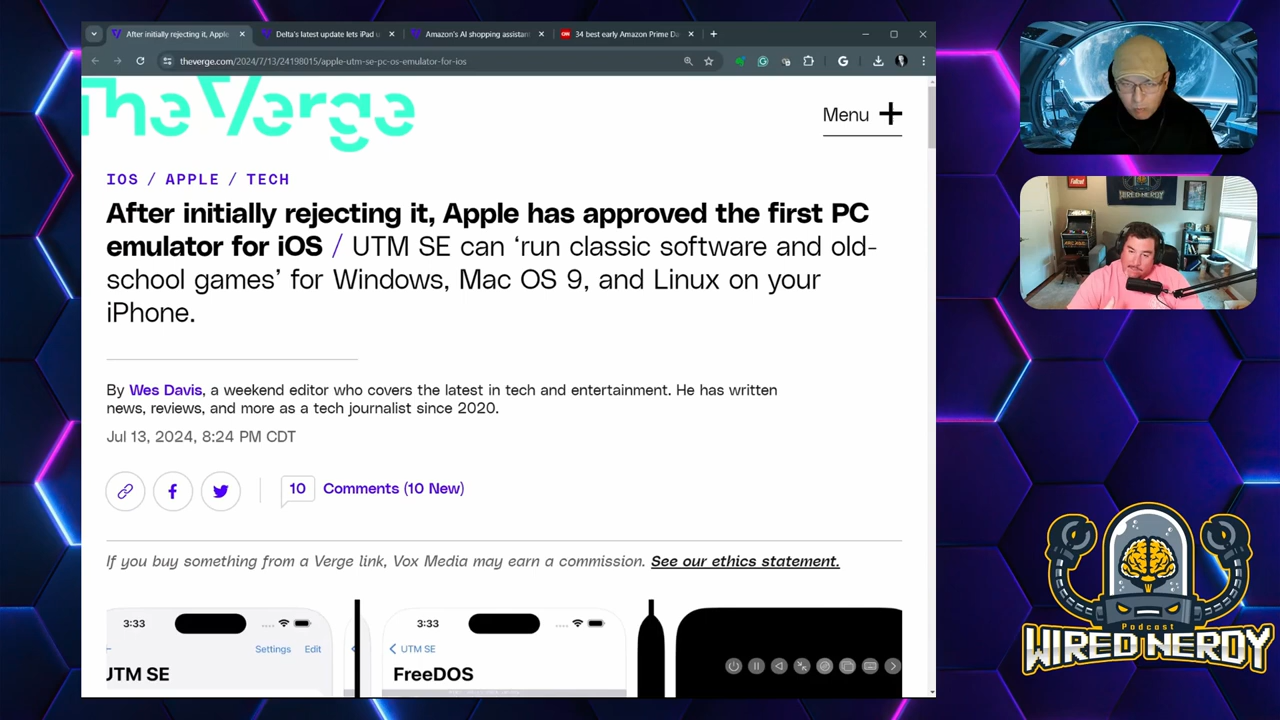 After initially rejecting it, Apple
Delta's latest update lets iPad u
Amazon's AI shopping assistan
34 best early Amazon Prime Da
theverge.com/2024/7/13/24198015/apple-utm-se-pc-os-emulator-for-ios
The Verge
Menu
IOS / APPLE / TECH
After initially rejecting it, Apple has approved the first PC
emulator for iOS / UTM SE can ‘run classic software and old-
school games’ for Windows, Mac OS 9, and Linux on your
iPhone.
By Wes Davis, a weekend editor who covers the latest in tech and entertainment. He has written
news, reviews, and more as a tech journalist since 2020.
Jul 13, 2024, 8:24 PM CDT
10 Comments (10 New)
If you buy something from a Verge link, Vox Media may earn a commission. See our ethics statement.
3:33
Settings Edit
UTM SE
3:33
UTM SE
FreeDOS
Fallout
WIRED NERDY
ARCADE
Podcast
WIRED NERDY